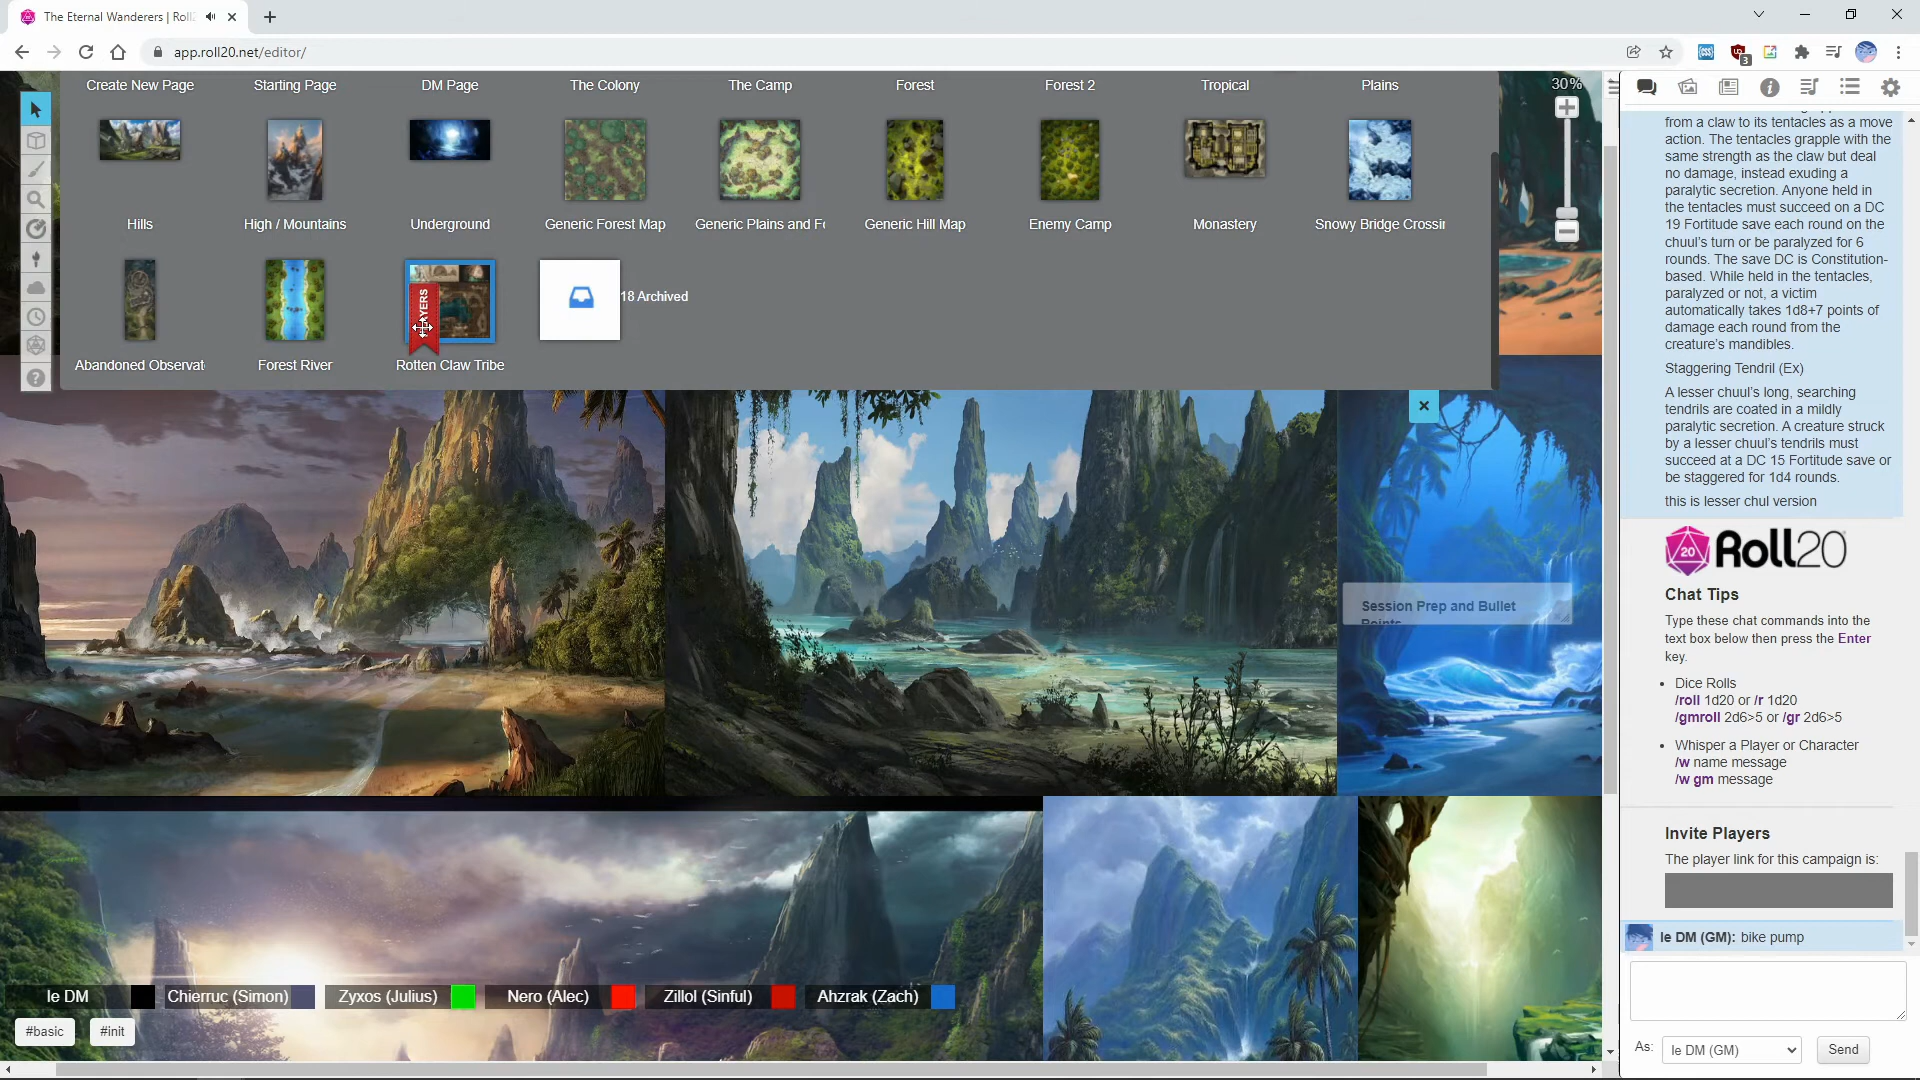 The Eternal Wanderers | Roll
app.roll20.net/editor/
3
Create New Page
Starting Page
DM Page
The Colony
The Camp
Forest
Forest 2
Tropical
Plains
30%
Hills
High / Mountains
Underground
Generic Forest Map
Generic Plains and Fo
Generic Hill Map
Enemy Camp
Monastery
Snowy Bridge Crossin
18 Archived
Abandoned Observat
Forest River
Rotten Claw Tribe
from a claw to its tentacles as a move
action. The tentacles grapple with the
same strength as the claw but deal
no damage, instead exuding a
paralytic secretion. Anyone held in
the tentacles must succeed on a DC
19 Fortitude save each round on the
chuul's turn or be paralyzed for 6
rounds. The save DC is Constitution-
based. While held in the tentacles,
paralyzed or not, a victim
automatically takes 1d8+7 points of
damage each round from the
creature's mandibles.
Staggering Tendril (Ex)
A lesser chuul's long, searching
tendrils are coated in a mildly
paralytic secretion. A creature struck
by a lesser chuul's tendrils must
succeed at a DC 15 Fortitude save or
be staggered for 1d4 rounds.
this is lesser chul version
20 Roll20
Chat Tips
Type these chat commands into the
text box below then press the Enter
key.
Dice Rolls
/roll 1d20 or /r 1d20
/gmroll 2d6>5 or /gr 2d6>5
Whisper a Player or Character
/w name message
/w gm message
Invite Players
The player link for this campaign is:
le DM (GM): bike pump
As: le DM (GM) Send
Session Prep and Bullet
Points
le DM
Chierruc (Simon)
Zyxos (Julius)
Nero (Alec)
Zillol (Sinful)
Ahzrak (Zach)
#basic
#init